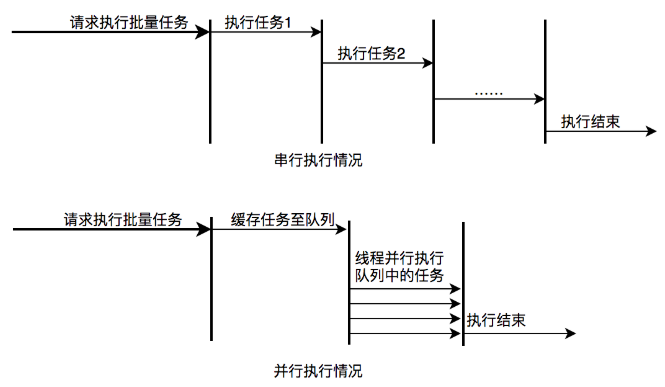 请求执行批量任务
执行任务1
执行任务2
......
执行结束
串行执行情况
请求执行批量任务
缓存任务至队列
线程并行执行
队列中的任务
执行结束
并行执行情况